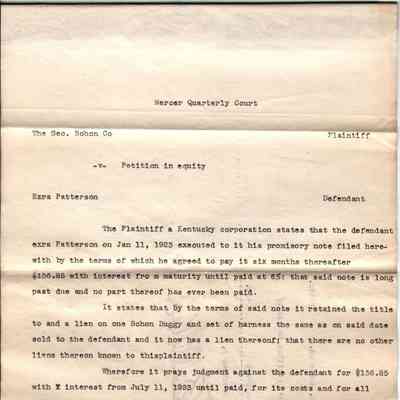 Mercer Quarterly Court
The Geo. Bohon Co Plaintiff
-v- Petition in equity
Ezra Patterson Defendant
The Plaintiff a Kentucky corporation states that the defendant
exra Patterson on Jan 11, 1923 executed to it his promisory note filed here-
with by the terms of which he agreed to pay it six months thereafter
$156.85 with interest fro m maturity until paid at 6%: that said note is long
past due and no part thereof has ever been paid.
It states that by the terms of said note it retained the title
to and a lien on one Bohon Buggy and set of harness the same as on said date
sold to the defendant and it now has a lien thereof; that there are no other
liens thereon known to thisplaintiff.
Wherefore it prays judgment against the defendant for $156.85
with interest from July 11, 1923 until paid, for its costs and for all